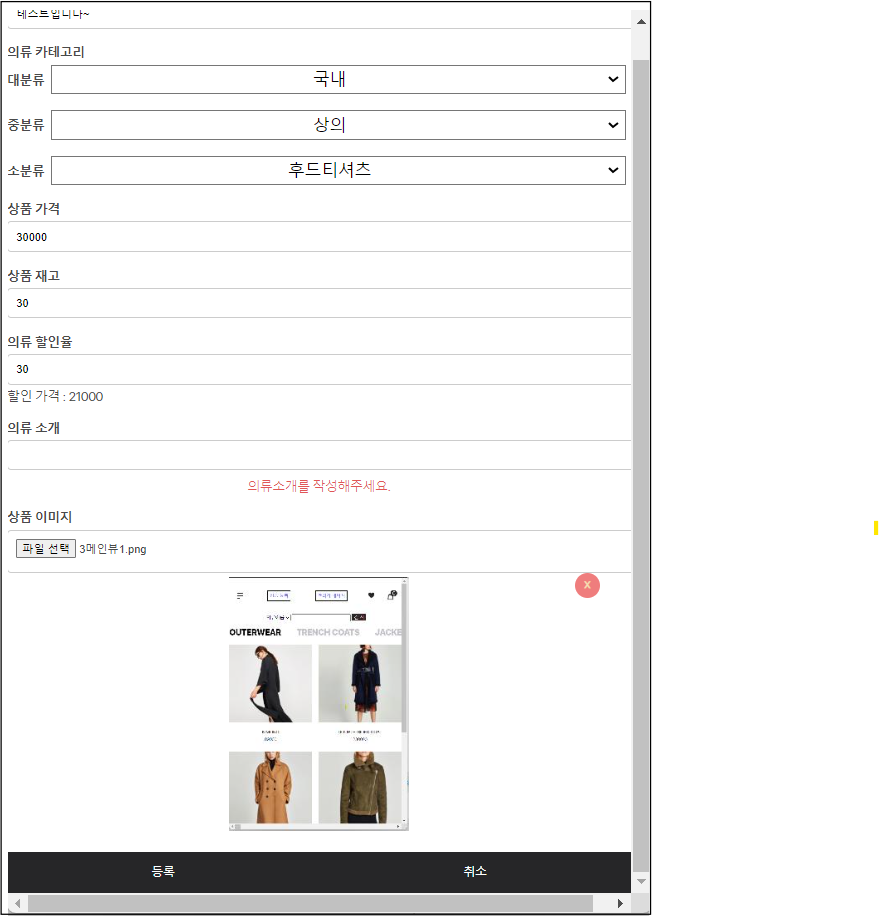 테스트입니다~
의류 카테고리
대분류 국내
중분류 상의
소분류 후드티셔츠
상품 가격
30000
상품 재고
30
의류 할인율
30
할인 가격 : 21000
의류 소개
의류소개를 작성해주세요.
상품 이미지
파일 선택 3메인뷰1.png
X
OUTERWEAR TRENCH COATS JACKE
등록 취소